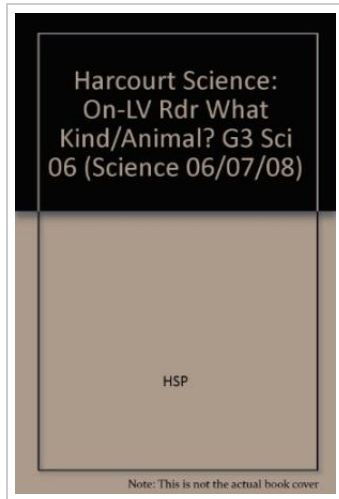 Harcourt Science:
On-LV Rdr What
Kind/Animal? G3 Sci
06 (Science 06/07/08)
HSP
Note: This is not the actual book cover